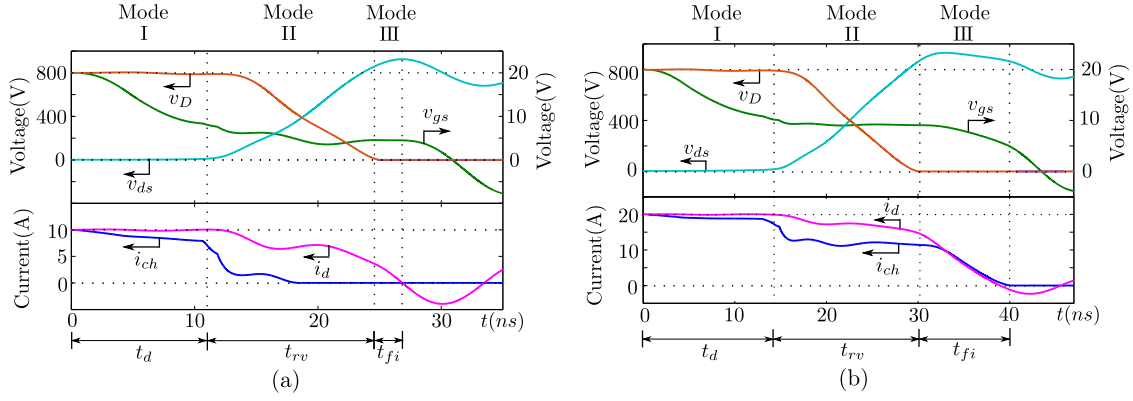 Mode Mode Mode
I II III
Voltage(V)
800
400
0
v_D
v_ds
v_gs
20
10
0
Voltage(V)
Current(A)
10
5
0
i_ch
i_d
0 10 20 30 t(ns)
t_d t_rv t_fi
(a)
Mode Mode Mode
I II III
Voltage(V)
800
400
0
v_D
v_ds
v_gs
20
10
0
Voltage(V)
Current(A)
20
10
0
i_d
i_ch
0 10 20 30 40 t(ns)
t_d t_rv t_fi
(b)